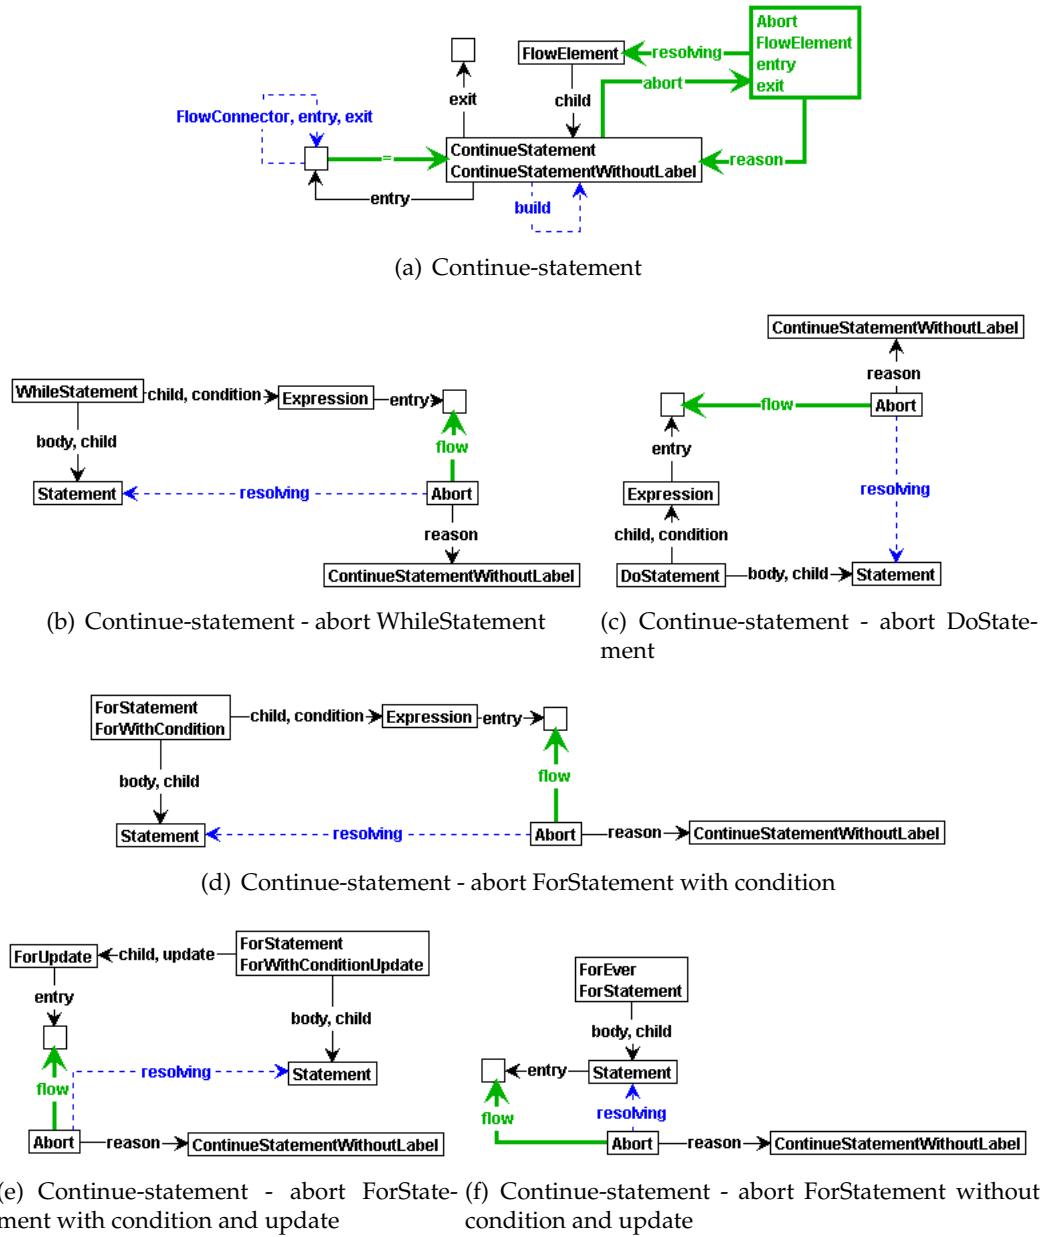 Abort
FlowElement
entry
exit
FlowElement
resolving
abort
exit
child
FlowConnector, entry, exit
=
ContinueStatement
ContinueStatementWithoutLabel
reason
entry
build
(a) Continue-statement
ContinueStatementWithoutLabel
reason
WhileStatement
child, condition
Expression
entry
flow
Abort
body, child
flow
entry
Statement
resolving
Abort
Expression
resolving
reason
child, condition
ContinueStatementWithoutLabel
DoStatement
body, child
Statement
(b) Continue-statement - abort WhileStatement
(c) Continue-statement - abort DoState-
ment
ForStatement
ForWithCondition
child, condition
Expression
entry
body, child
flow
Statement
resolving
Abort
reason
ContinueStatementWithoutLabel
(d) Continue-statement - abort ForStatement with condition
ForUpdate
child, update
ForStatement
ForWithConditionUpdate
entry
body, child
resolving
Statement
flow
Abort
reason
ContinueStatementWithoutLabel
ForEver
ForStatement
body, child
entry
Statement
flow
resolving
Abort
reason
ContinueStatementWithoutLabel
(e) Continue-statement - abort ForState-
ment with condition and update
(f) Continue-statement - abort ForStatement without
condition and update